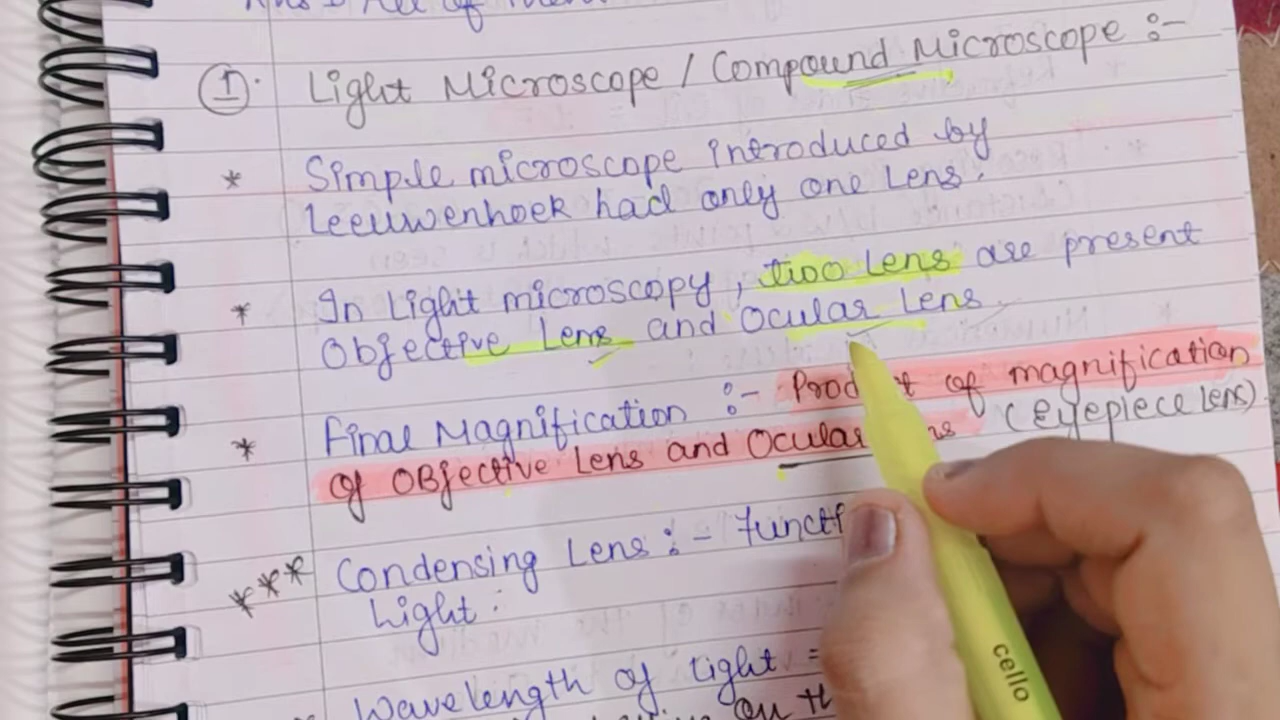 ① Light Microscope / Compound Microscope :-
* Simple microscope introduced by
Leeuwenhoek had only one Lens.
* In Light microscopy, two Lens are present
Objective Lens and Ocular Lens.
* Final Magnification :- Product of magnification
of Objective Lens and Ocular Lens (Eyepiece lens)
*** Condensing Lens :-
Light :
Wavelength of light =
on
cello